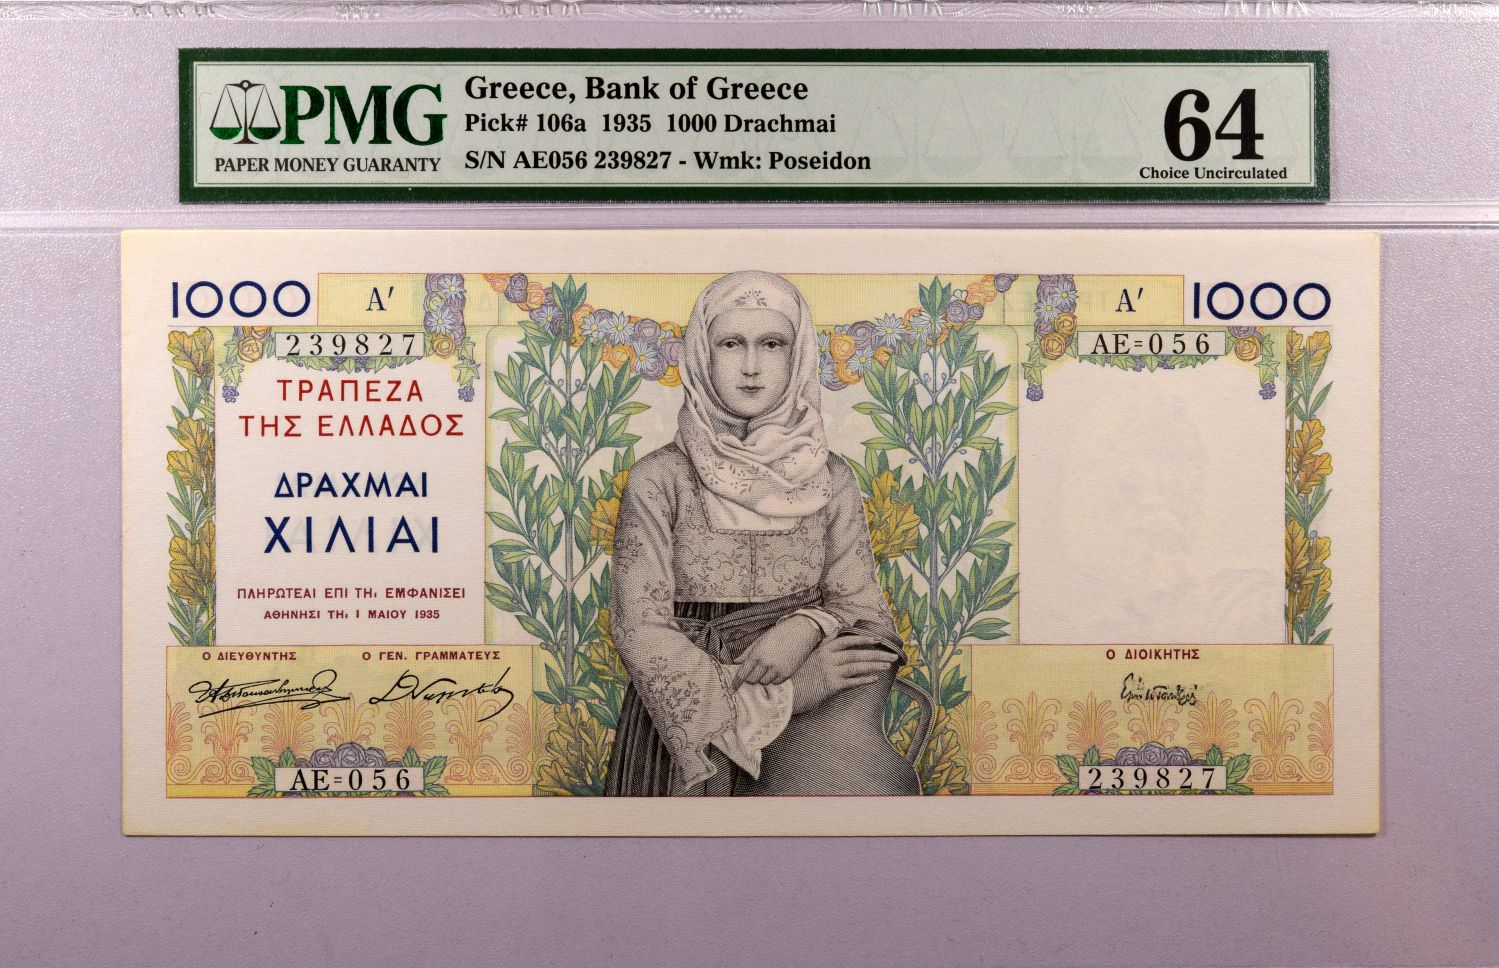 PMG
PAPER MONEY GUARANTY
Greece, Bank of Greece
Pick# 106a 1935 1000 Drachmai
S/N AE056 239827 - Wmk: Poseidon
64
Choice Uncirculated
1000 Α′ Α′ 1000
239827 ΑΕ=056
ΤΡΑΠΕΖΑ
ΤΗΣ ΕΛΛΑΔΟΣ
ΔΡΑΧΜΑΙ
ΧΙΛΙΑΙ
ΠΛΗΡΩΤΕΑΙ ΕΠΙ ΤΗι ΕΜΦΑΝΙΣΕΙ
ΑΘΗΝΗΣΙ ΤΗι 1 ΜΑΙΟΥ 1935
Ο ΔΙΕΥΘΥΝΤΗΣ Ο ΓΕΝ. ΓΡΑΜΜΑΤΕΥΣ Ο ΔΙΟΙΚΗΤΗΣ
ΑΕ=056 239827